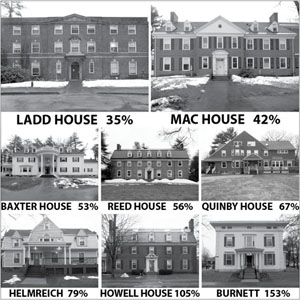 LADD HOUSE 35% MAC HOUSE 42%
BAXTER HOUSE 53% REED HOUSE 56% QUINBY HOUSE 67%
HELMREICH 79% HOWELL HOUSE 105% BURNETT 153%